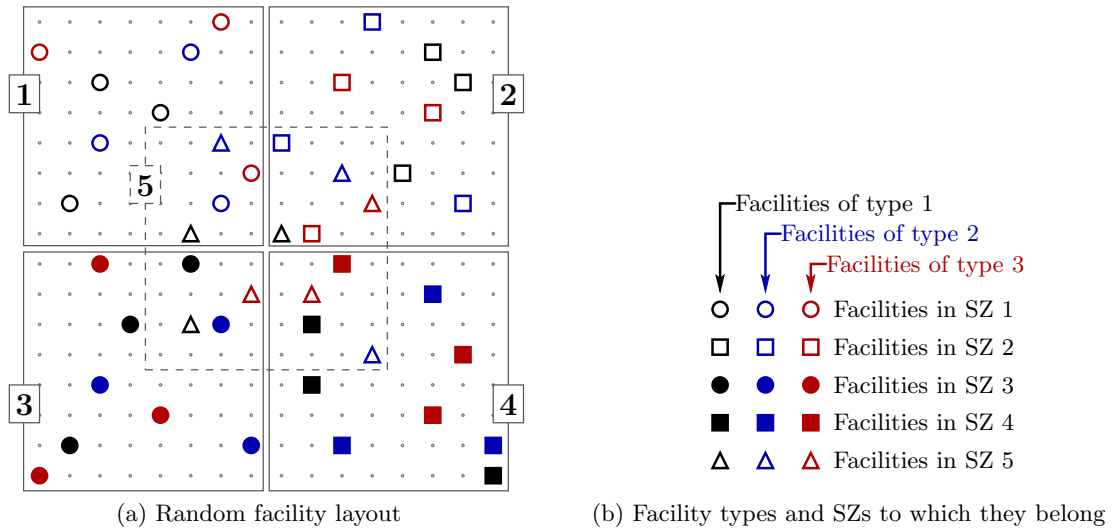 1
2
5
3
4
(a) Random facility layout
Facilities of type 1
Facilities of type 2
Facilities of type 3
Facilities in SZ 1
Facilities in SZ 2
Facilities in SZ 3
Facilities in SZ 4
Facilities in SZ 5
(b) Facility types and SZs to which they belong